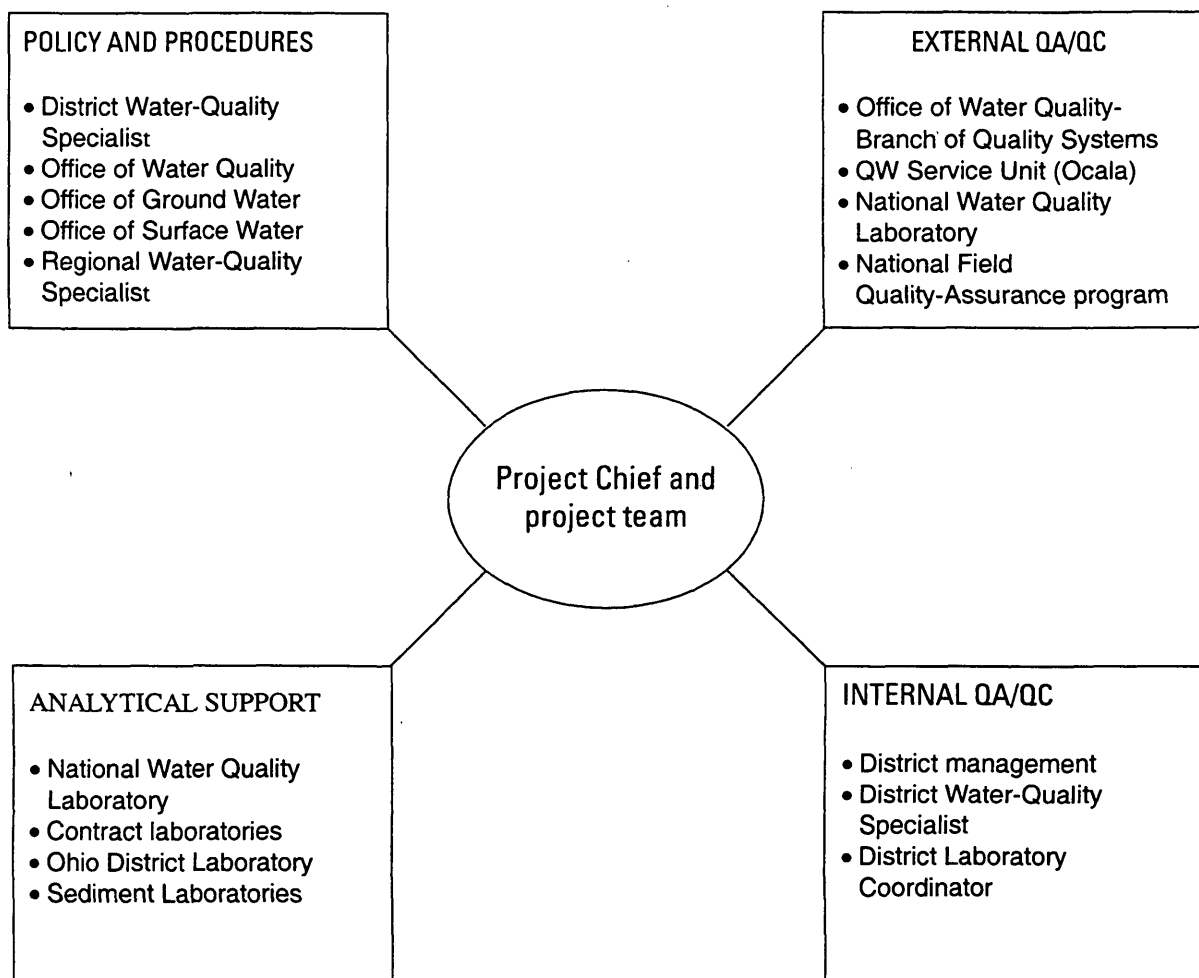 POLICY AND PROCEDURES
• District Water-Quality
Specialist
• Office of Water Quality
• Office of Ground Water
• Office of Surface Water
• Regional Water-Quality
Specialist
EXTERNAL QA/QC
• Office of Water Quality-
Branch of Quality Systems
• QW Service Unit (Ocala)
• National Water Quality
Laboratory
• National Field
Quality-Assurance program
Project Chief and
project team
ANALYTICAL SUPPORT
• National Water Quality
Laboratory
• Contract laboratories
• Ohio District Laboratory
• Sediment Laboratories
INTERNAL QA/QC
• District management
• District Water-Quality
Specialist
• District Laboratory
Coordinator